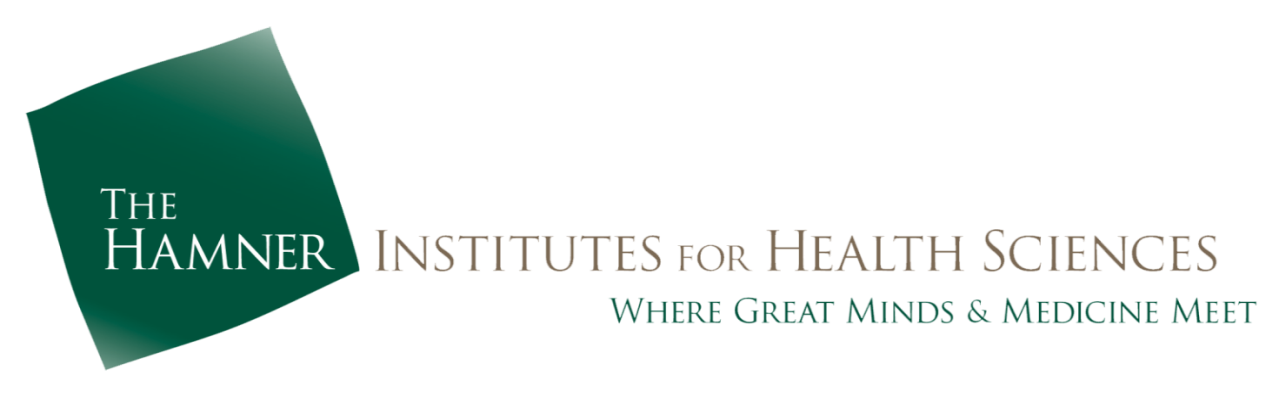 The
Hamner Institutes for Health Sciences
Where Great Minds & Medicine Meet